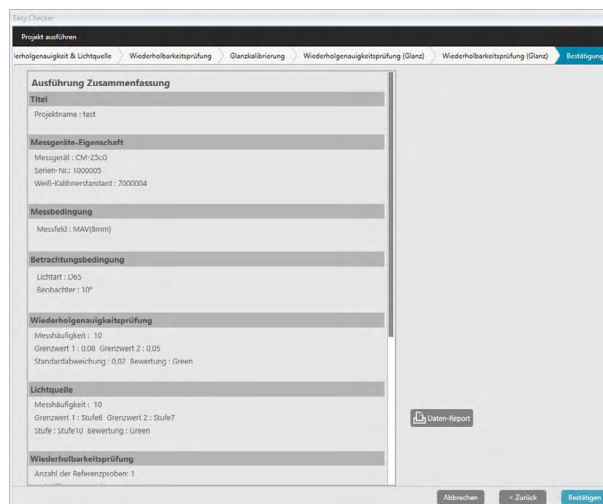 Easy Checker
Projekt ausführen
ierholgenauigkeit & Lichtquelle
Wiederholbarkeitsprüfung
Glanzkalibrierung
Wiederholgenauigkeitsprüfung (Glanz)
Wiederholbarkeitsprüfung (Glanz)
Bestätigung
Ausführung Zusammenfassung
Titel
Projektname : test
Messgeräte-Eigenschaft
Messgerät : CM-25cG
Serien-Nr.: 1000005
Weiß-Kalibrierstandard : 7000004
Messbedingung
Messfeld : MAV(8mm)
Betrachtungsbedingung
Lichtart : D65
Beobachter : 10°
Wiederholgenauigkeitsprüfung
Messhäufigkeit : 10
Grenzwert 1 : 0,08 Grenzwert 2 : 0,05
Standardabweichung : 0,02 Bewertung : Green
Lichtquelle
Messhäufigkeit : 10
Grenzwert 1 : Stufe6 Grenzwert 2 : Stufe7
Stufe : Stufe10 Bewertung : Green
Wiederholbarkeitsprüfung
Anzahl der Referenzproben: 1
Daten-Report
Abbrechen
< Zurück
Bestätigen